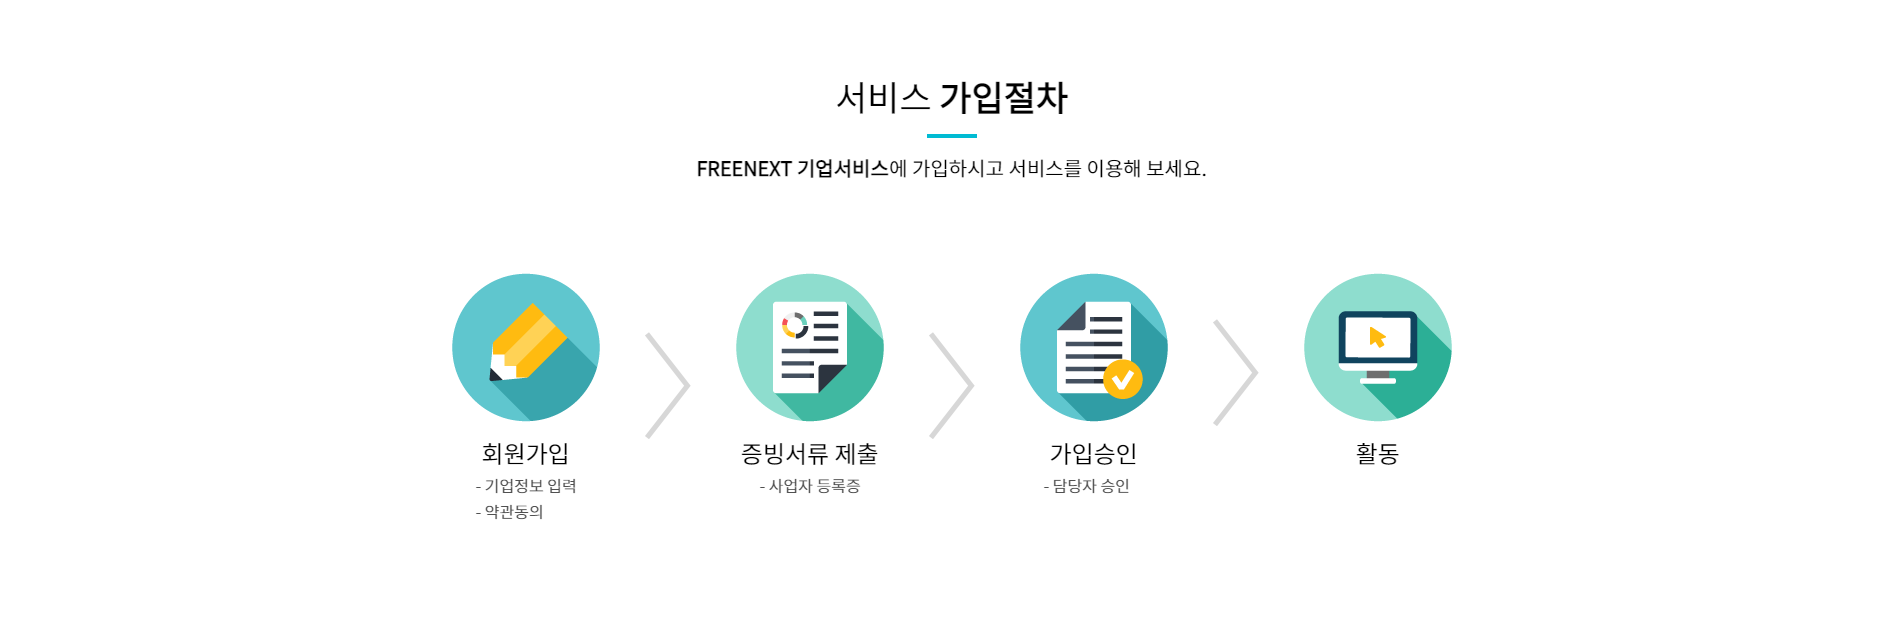 서비스 가입절차
FREENEXT 기업서비스에 가입하시고 서비스를 이용해 보세요.
회원가입
- 기업정보 입력
- 약관동의
증빙서류 제출
- 사업자 등록증
가입승인
- 담당자 승인
활동